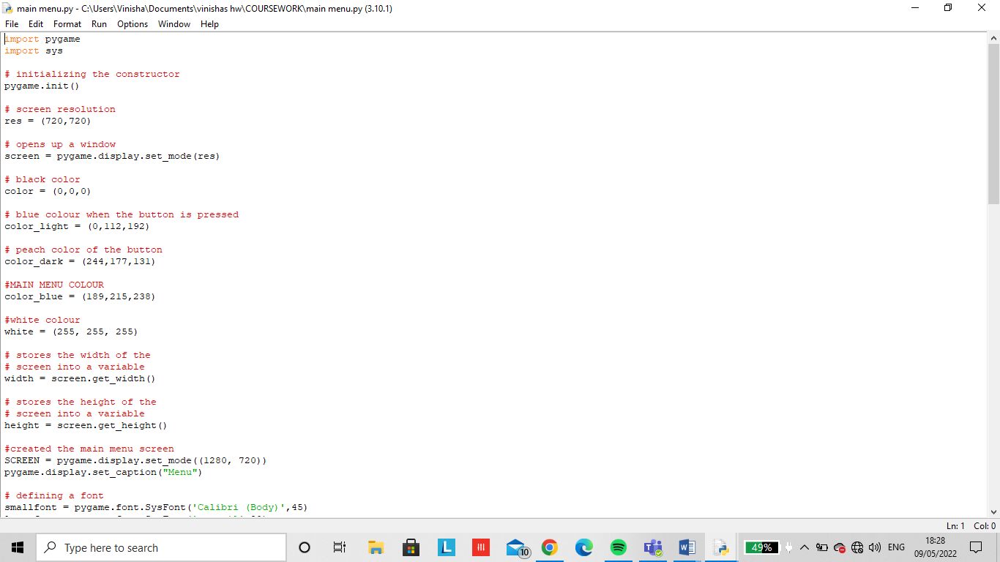 main menu.py - C:\Users\Vinisha\Documents\vinishas hw\COURSEWORK\main menu.py (3.10.1)
File Edit Format Run Options Window Help
import pygame
import sys
# initializing the constructor
pygame.init()
# screen resolution
res = (720,720)
# opens up a window
screen = pygame.display.set_mode(res)
# black color
color = (0,0,0)
# blue colour when the button is pressed
color_light = (0,112,192)
# peach color of the button
color_dark = (244,177,131)
#MAIN MENU COLOUR
color_blue = (189,215,238)
#white colour
white = (255, 255, 255)
# stores the width of the
# screen into a variable
width = screen.get_width()
# stores the height of the
# screen into a variable
height = screen.get_height()
#created the main menu screen
SCREEN = pygame.display.set_mode((1280, 720))
pygame.display.set_caption("Menu")
# defining a font
smallfont = pygame.font.SysFont('Calibri (Body)',45)
Ln: 1 Col: 0
Type here to search
L
10
W
49%
ENG
18:28
09/05/2022